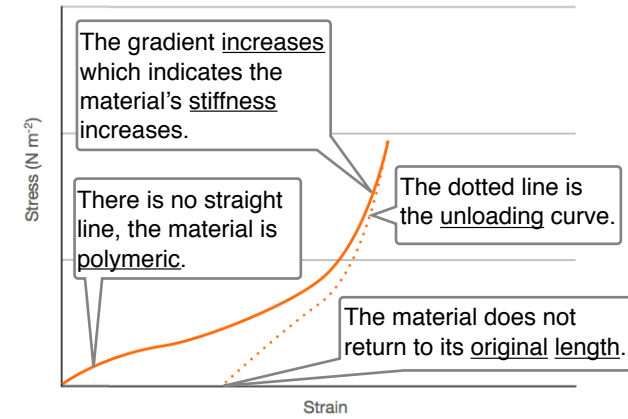 The gradient increases
which indicates the
material's stiffness
increases.
There is no straight
line, the material is
polymeric.
The dotted line is
the unloading curve.
The material does not
return to its original length.
Stress (N m⁻²)
Strain